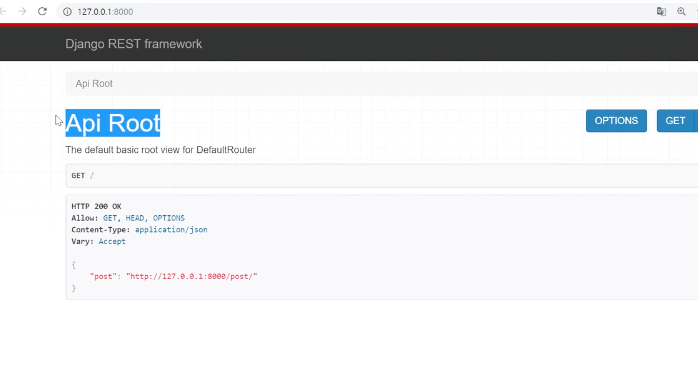 127.0.0.1:8000
Django REST framework
Api Root
Api Root
OPTIONS
GET
The default basic root view for DefaultRouter
GET /
HTTP 200 OK
Allow: GET, HEAD, OPTIONS
Content-Type: application/json
Vary: Accept
{
"post": "http://127.0.0.1:8000/post/"
}